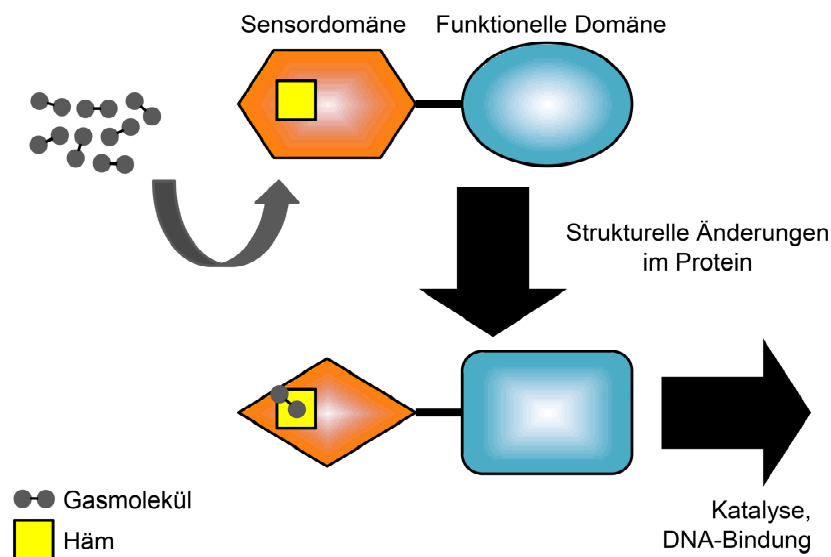 Sensordomäne
Funktionelle Domäne
Strukturelle Änderungen
im Protein
Gasmolekül
Häm
Katalyse,
DNA-Bindung